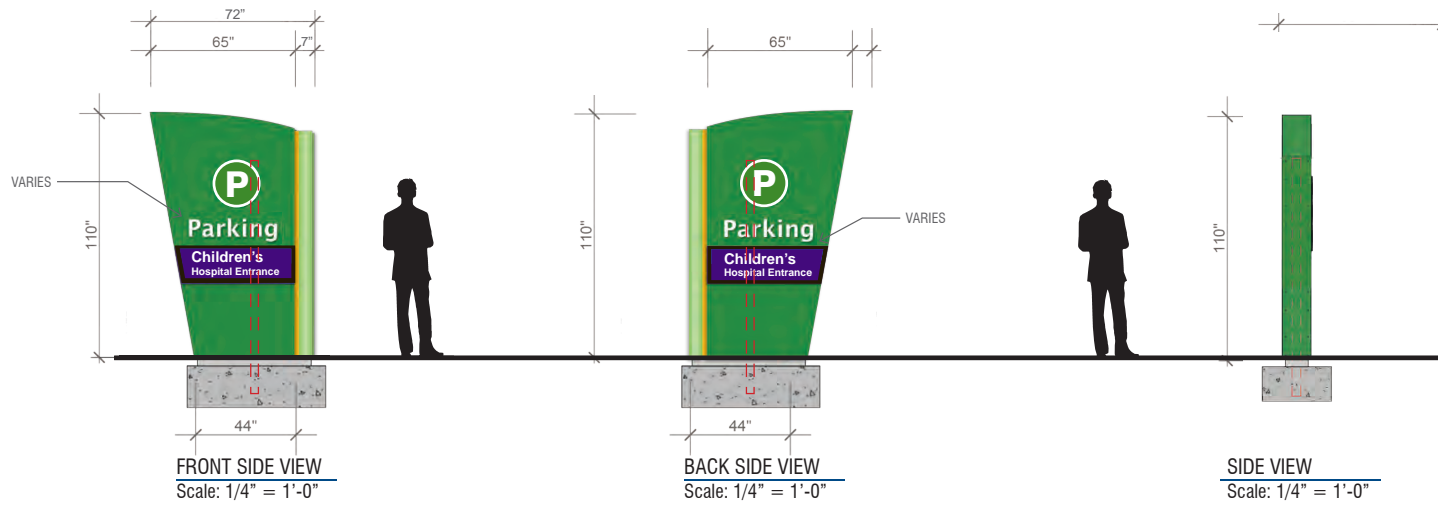 72"
65"
7"
VARIES
110"
P
Parking
Children's
Hospital Entrance
44"
FRONT SIDE VIEW
Scale: 1/4” = 1’-0”
65"
110"
P
Parking
Children's
Hospital Entrance
VARIES
44"
BACK SIDE VIEW
Scale: 1/4” = 1’-0”
110"
SIDE VIEW
Scale: 1/4” = 1’-0”